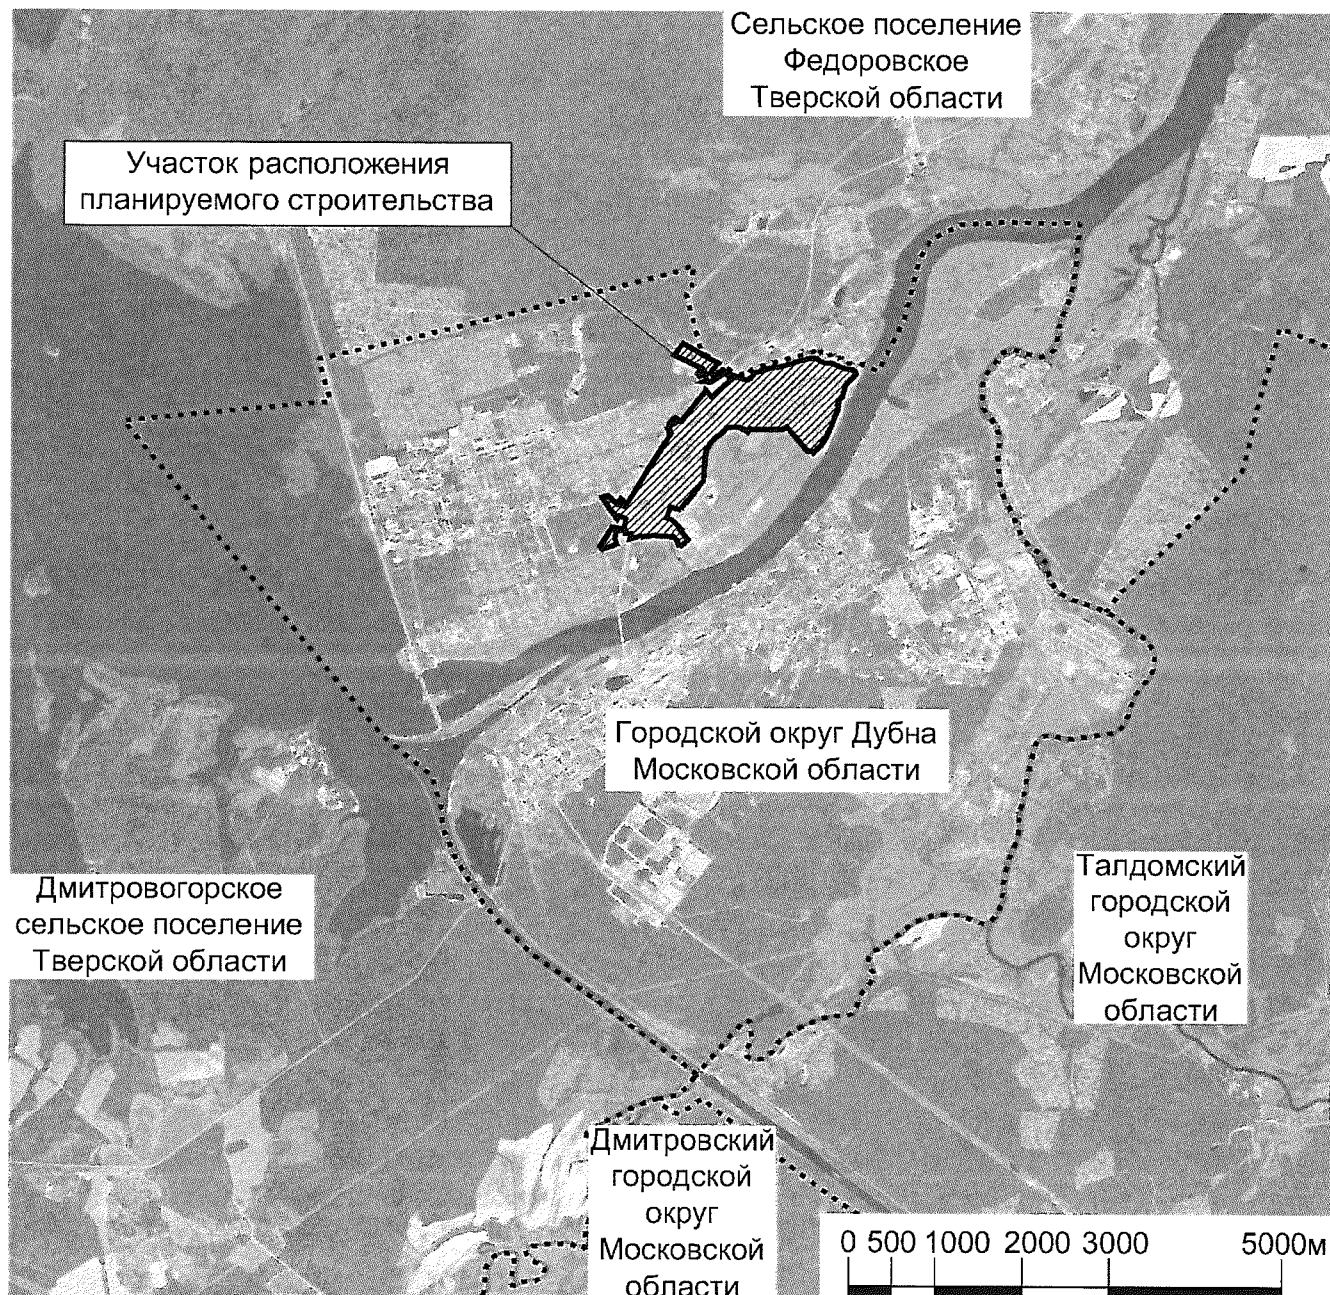 Сельское поселение
Федоровское
Тверской области
Участок расположения
планируемого строительства
Городской округ Дубна
Московской области
Дмитровогорское
сельское поселение
Тверской области
Талдомский
городской
округ
Московской
области
Дмитровский
городской
округ
Московской
области
0 500 1000 2000 3000 5000м